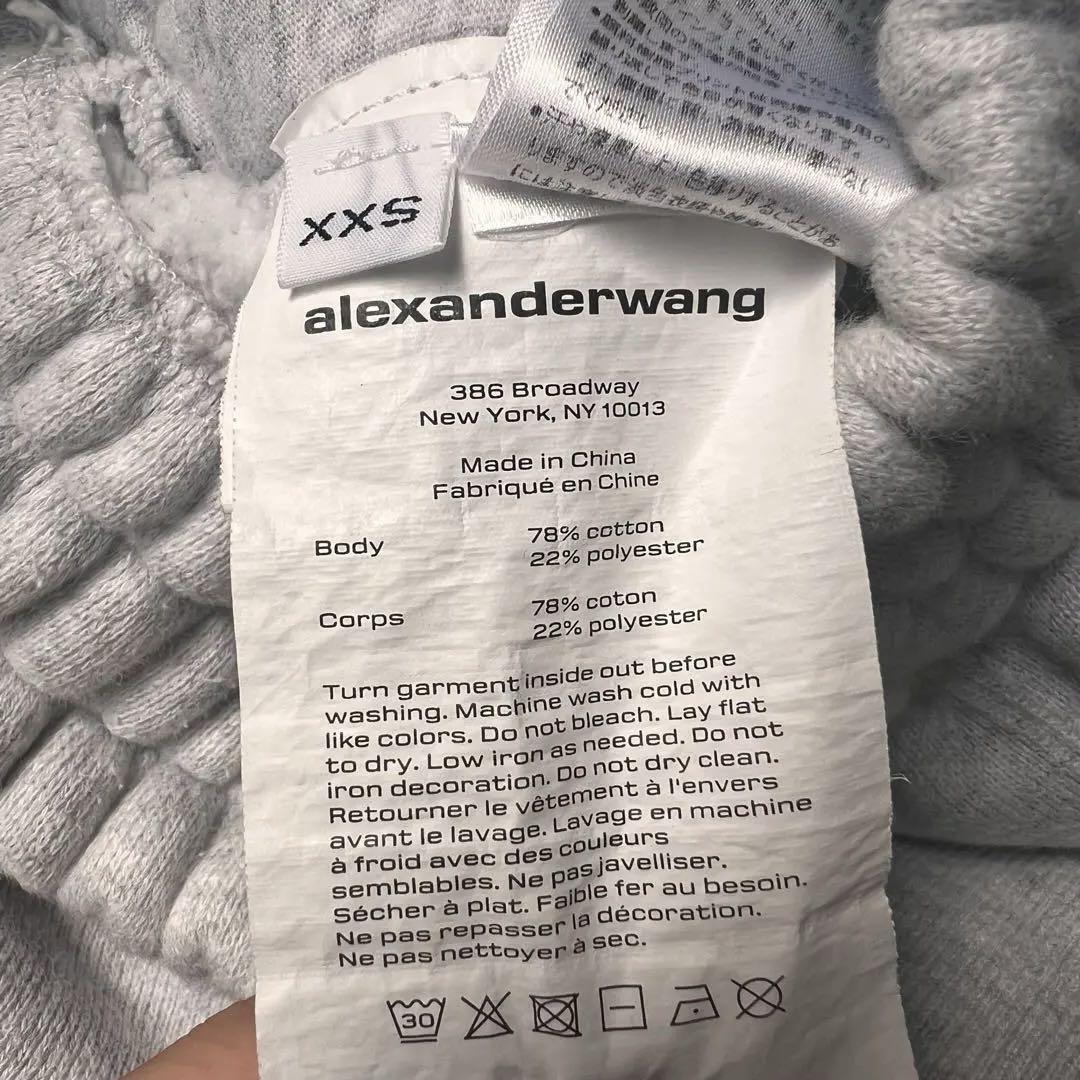 XXS
alexanderwang
386 Broadway
New York, NY 10013
Made in China
Fabriqué en Chine
Body
78% cotton
22% polyester
Corps
78% coton
22% polyester
Turn garment inside out before
washing. Machine wash cold with
like colors. Do not bleach. Lay flat
to dry. Low iron as needed. Do not
iron decoration. Do not dry clean.
Retourner le vêtement à l'envers
avant le lavage. Lavage en machine
à froid avec des couleurs
semblables. Ne pas javelliser.
Sécher à plat. Faible fer au besoin.
Ne pas repasser la décoration.
Ne pas nettoyer à sec.
30